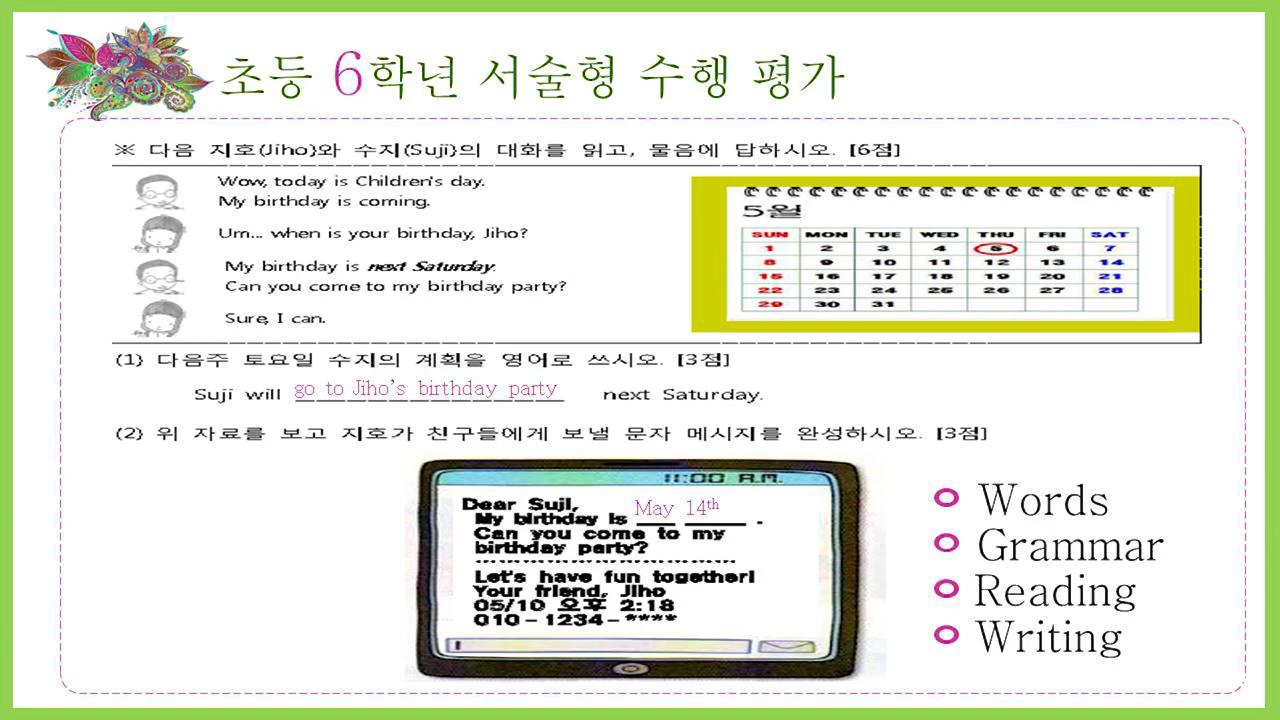 초등 6학년 서술형 수행 평가
※ 다음 지호(Jiho)와 수지(Suji)의 대화를 읽고, 물음에 답하시오. [6점]
Wow, today is Children's day.
My birthday is coming.
Um... when is your birthday, Jiho?
My birthday is next Saturday.
Can you come to my birthday party?
Sure, I can.
5월
SUN MON TUE WED THU FRI SAT
1 2 3 4 5 6 7
8 9 10 11 12 13 14
15 16 17 18 19 20 21
22 23 24 25 26 27 28
29 30 31
(1) 다음주 토요일 수지의 계획을 영어로 쓰시오. [3점]
Suji will go to Jiho's birthday party next Saturday.
(2) 위 자료를 보고 지호가 친구들에게 보낼 문자 메시지를 완성하시오. [3점]
11:00 A.M.
Dear Suji,
My birthday is May 14th .
Can you come to my
birthday party?
Let's have fun together!
Your friend, Jiho
05/10 오후 2:18
010-1234-****
Words
Grammar
Reading
Writing